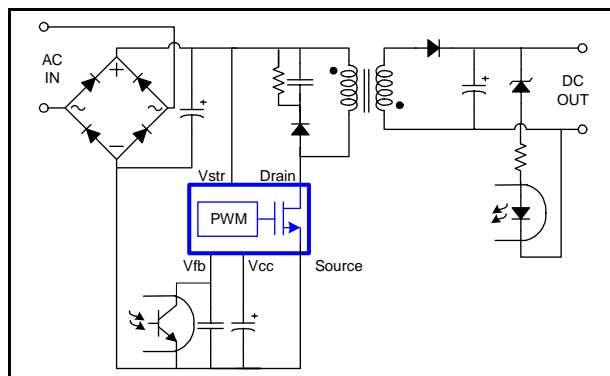 AC
IN
DC
OUT
Vstr
Drain
PWM
Vfb
Vcc
Source